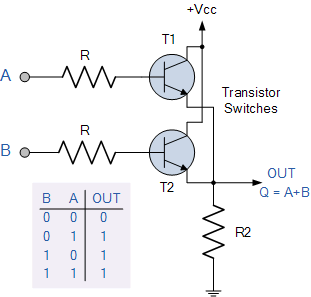 +Vcc
T1
R
A
Transistor
Switches
R
B
T2
OUT
Q = A+B
R2
B A OUT
0 0 0
0 1 1
1 0 1
1 1 1